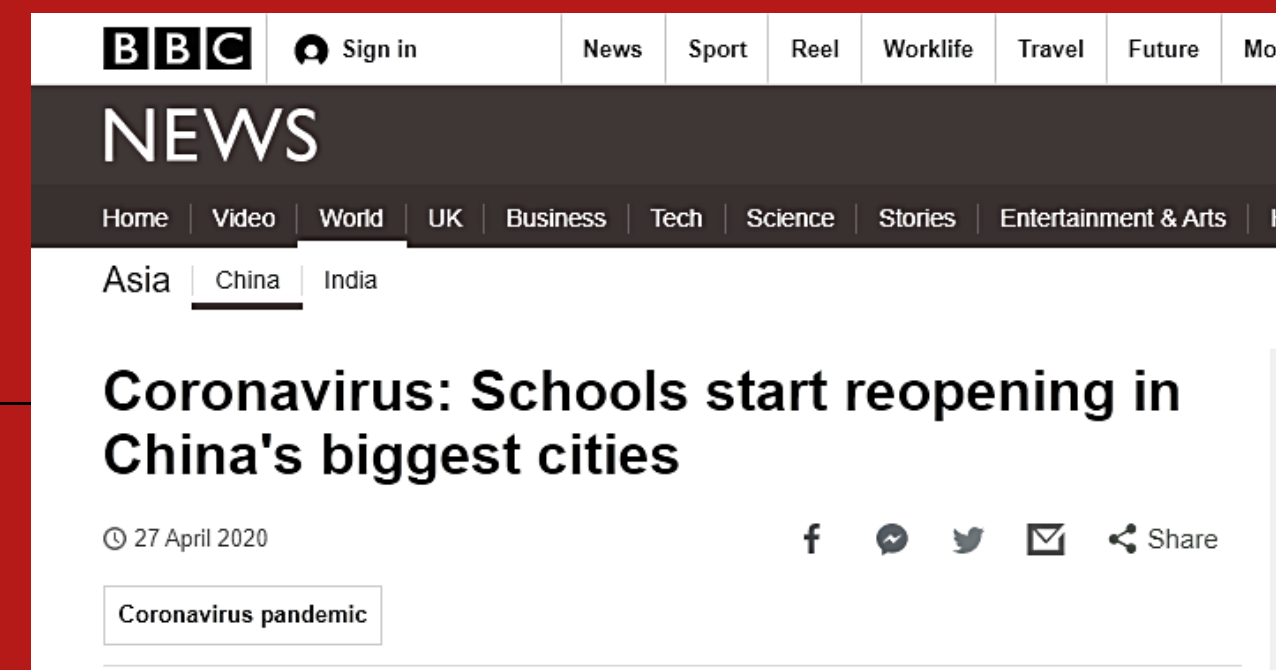 BBC Sign in News Sport Reel Worklife Travel Future Mo
NEWS
Home Video World UK Business Tech Science Stories Entertainment & Arts
Asia China India
Coronavirus: Schools start reopening in
China's biggest cities
27 April 2020 Share
Coronavirus pandemic